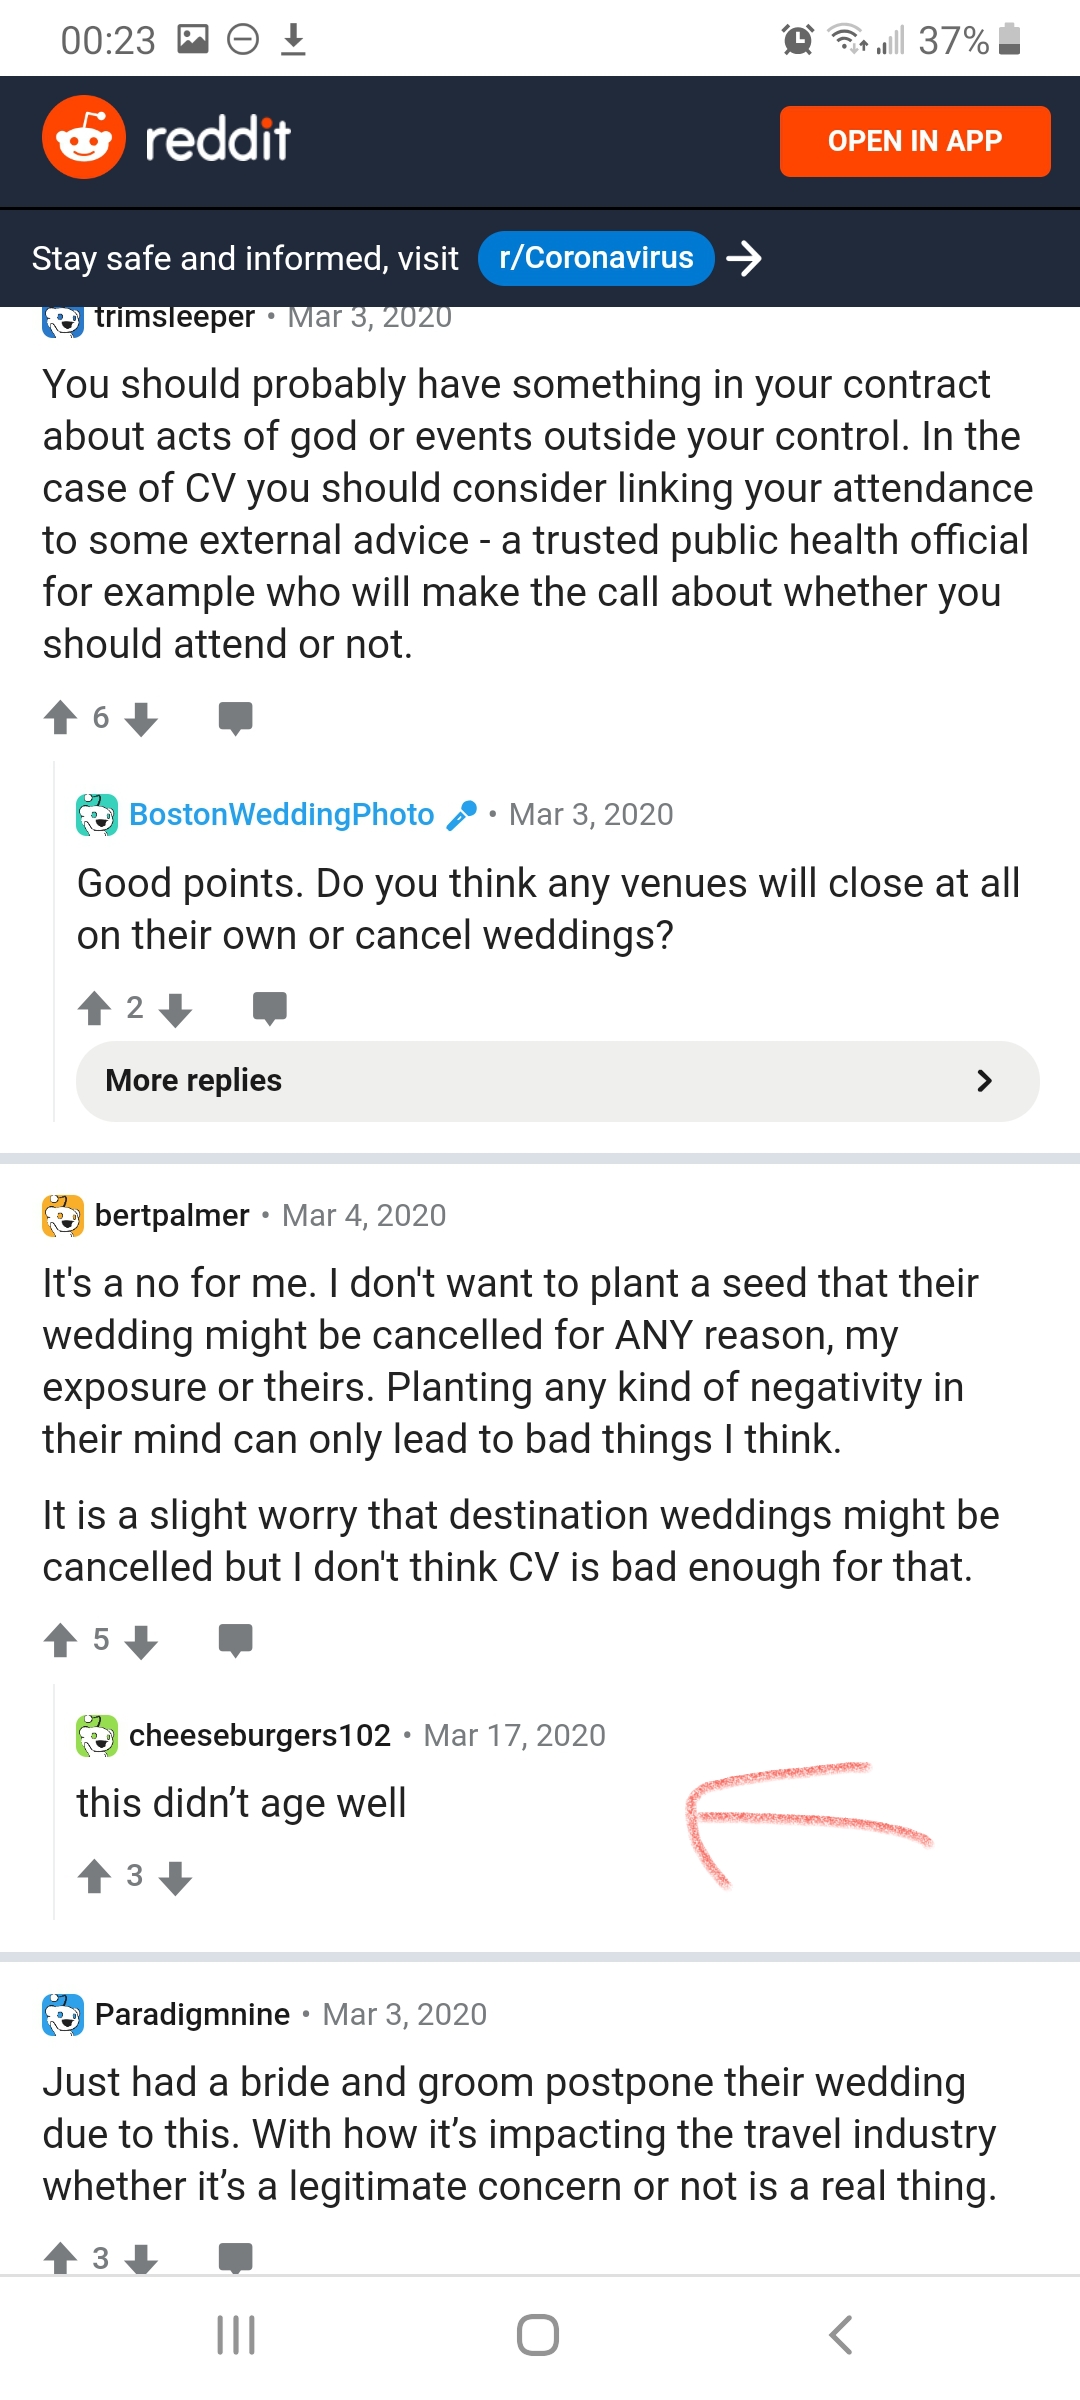 00:23 37%
reddit OPEN IN APP
Stay safe and informed, visit r/Coronavirus
trimsleeper • Mar 3, 2020
You should probably have something in your contract
about acts of god or events outside your control. In the
case of CV you should consider linking your attendance
to some external advice - a trusted public health official
for example who will make the call about whether you
should attend or not.
6
BostonWeddingPhoto • Mar 3, 2020
Good points. Do you think any venues will close at all
on their own or cancel weddings?
2
More replies
bertpalmer • Mar 4, 2020
It's a no for me. I don't want to plant a seed that their
wedding might be cancelled for ANY reason, my
exposure or theirs. Planting any kind of negativity in
their mind can only lead to bad things I think.
It is a slight worry that destination weddings might be
cancelled but I don't think CV is bad enough for that.
5
cheeseburgers102 • Mar 17, 2020
this didn’t age well
3
Paradigmnine • Mar 3, 2020
Just had a bride and groom postpone their wedding
due to this. With how it’s impacting the travel industry
whether it’s a legitimate concern or not is a real thing.
3